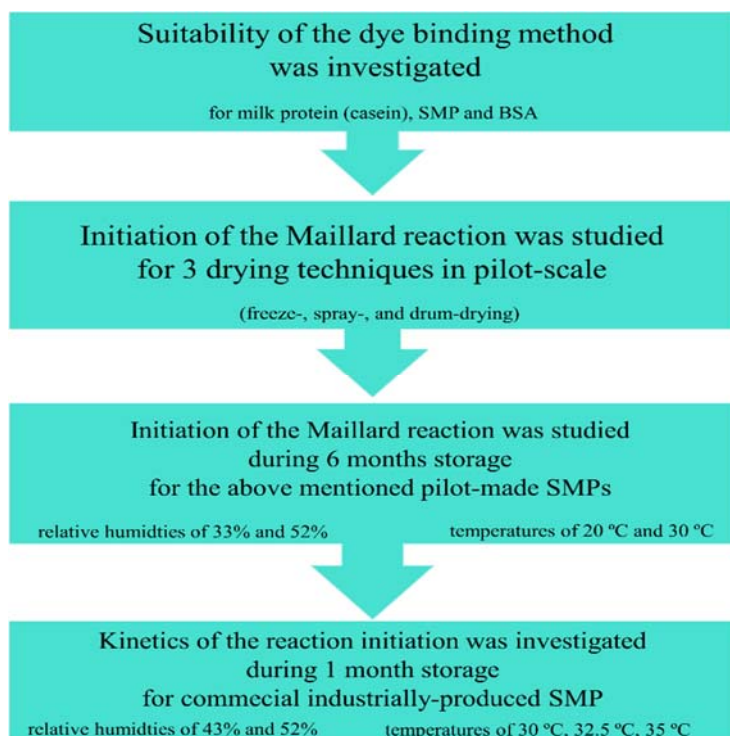 Suitability of the dye binding method
was investigated
for milk protein (casein), SMP and BSA
Initiation of the Maillard reaction was studied
for 3 drying techniques in pilot-scale
(freeze-, spray-, and drum-drying)
Initiation of the Maillard reaction was studied
during 6 months storage
for the above mentioned pilot-made SMPs
relative humidties of 33% and 52% temperatures of 20 ºC and 30 ºC
Kinetics of the reaction initiation was investigated
during 1 month storage
for commecial industrially-produced SMP
relative humidities of 43% and 52% temperatures of 30 ºC, 32.5 ºC, 35 ºC